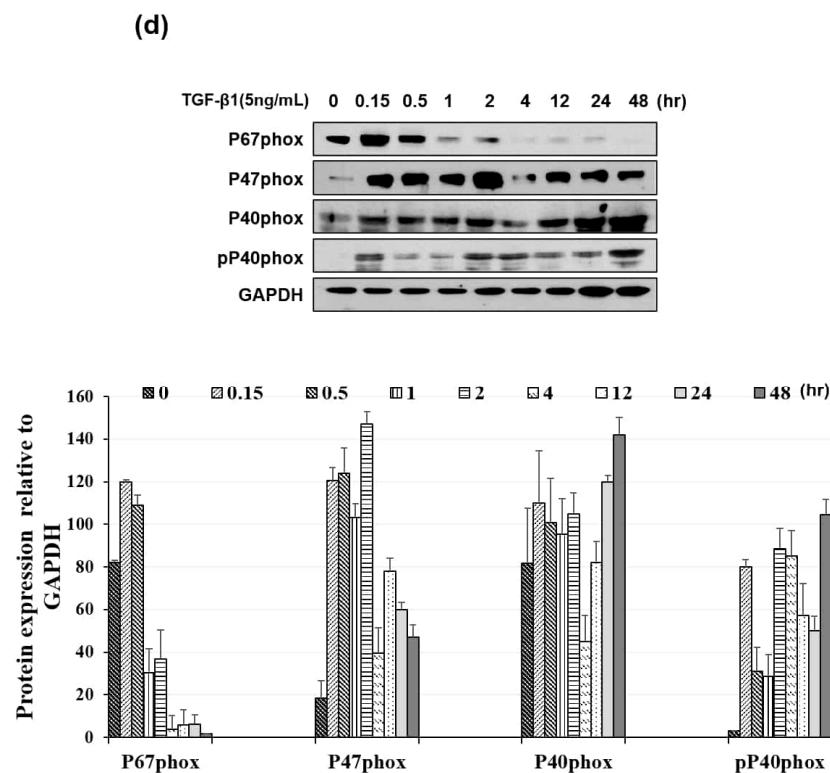 (d)
TGF-β1(5ng/mL) 0 0.15 0.5 1 2 4 12 24 48 (hr)
P67phox
P47phox
P40phox
pP40phox
GAPDH
0 0.15 0.5 1 2 4 12 24 48 (hr)
Protein expression relative to
GAPDH
160
140
120
100
80
60
40
20
0
P67phox P47phox P40phox pP40phox